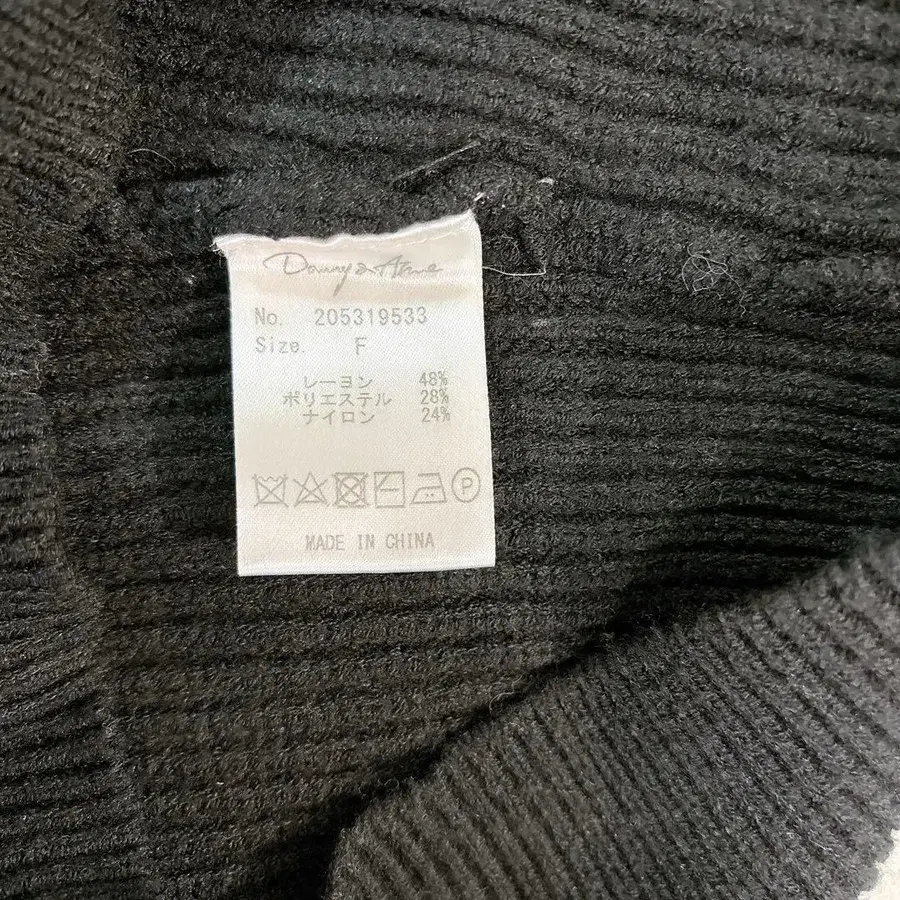 Danny & Anne
No. 205319533
Size. F
レーヨン 48%
ポリエステル 28%
ナイロン 24%
P
MADE IN CHINA